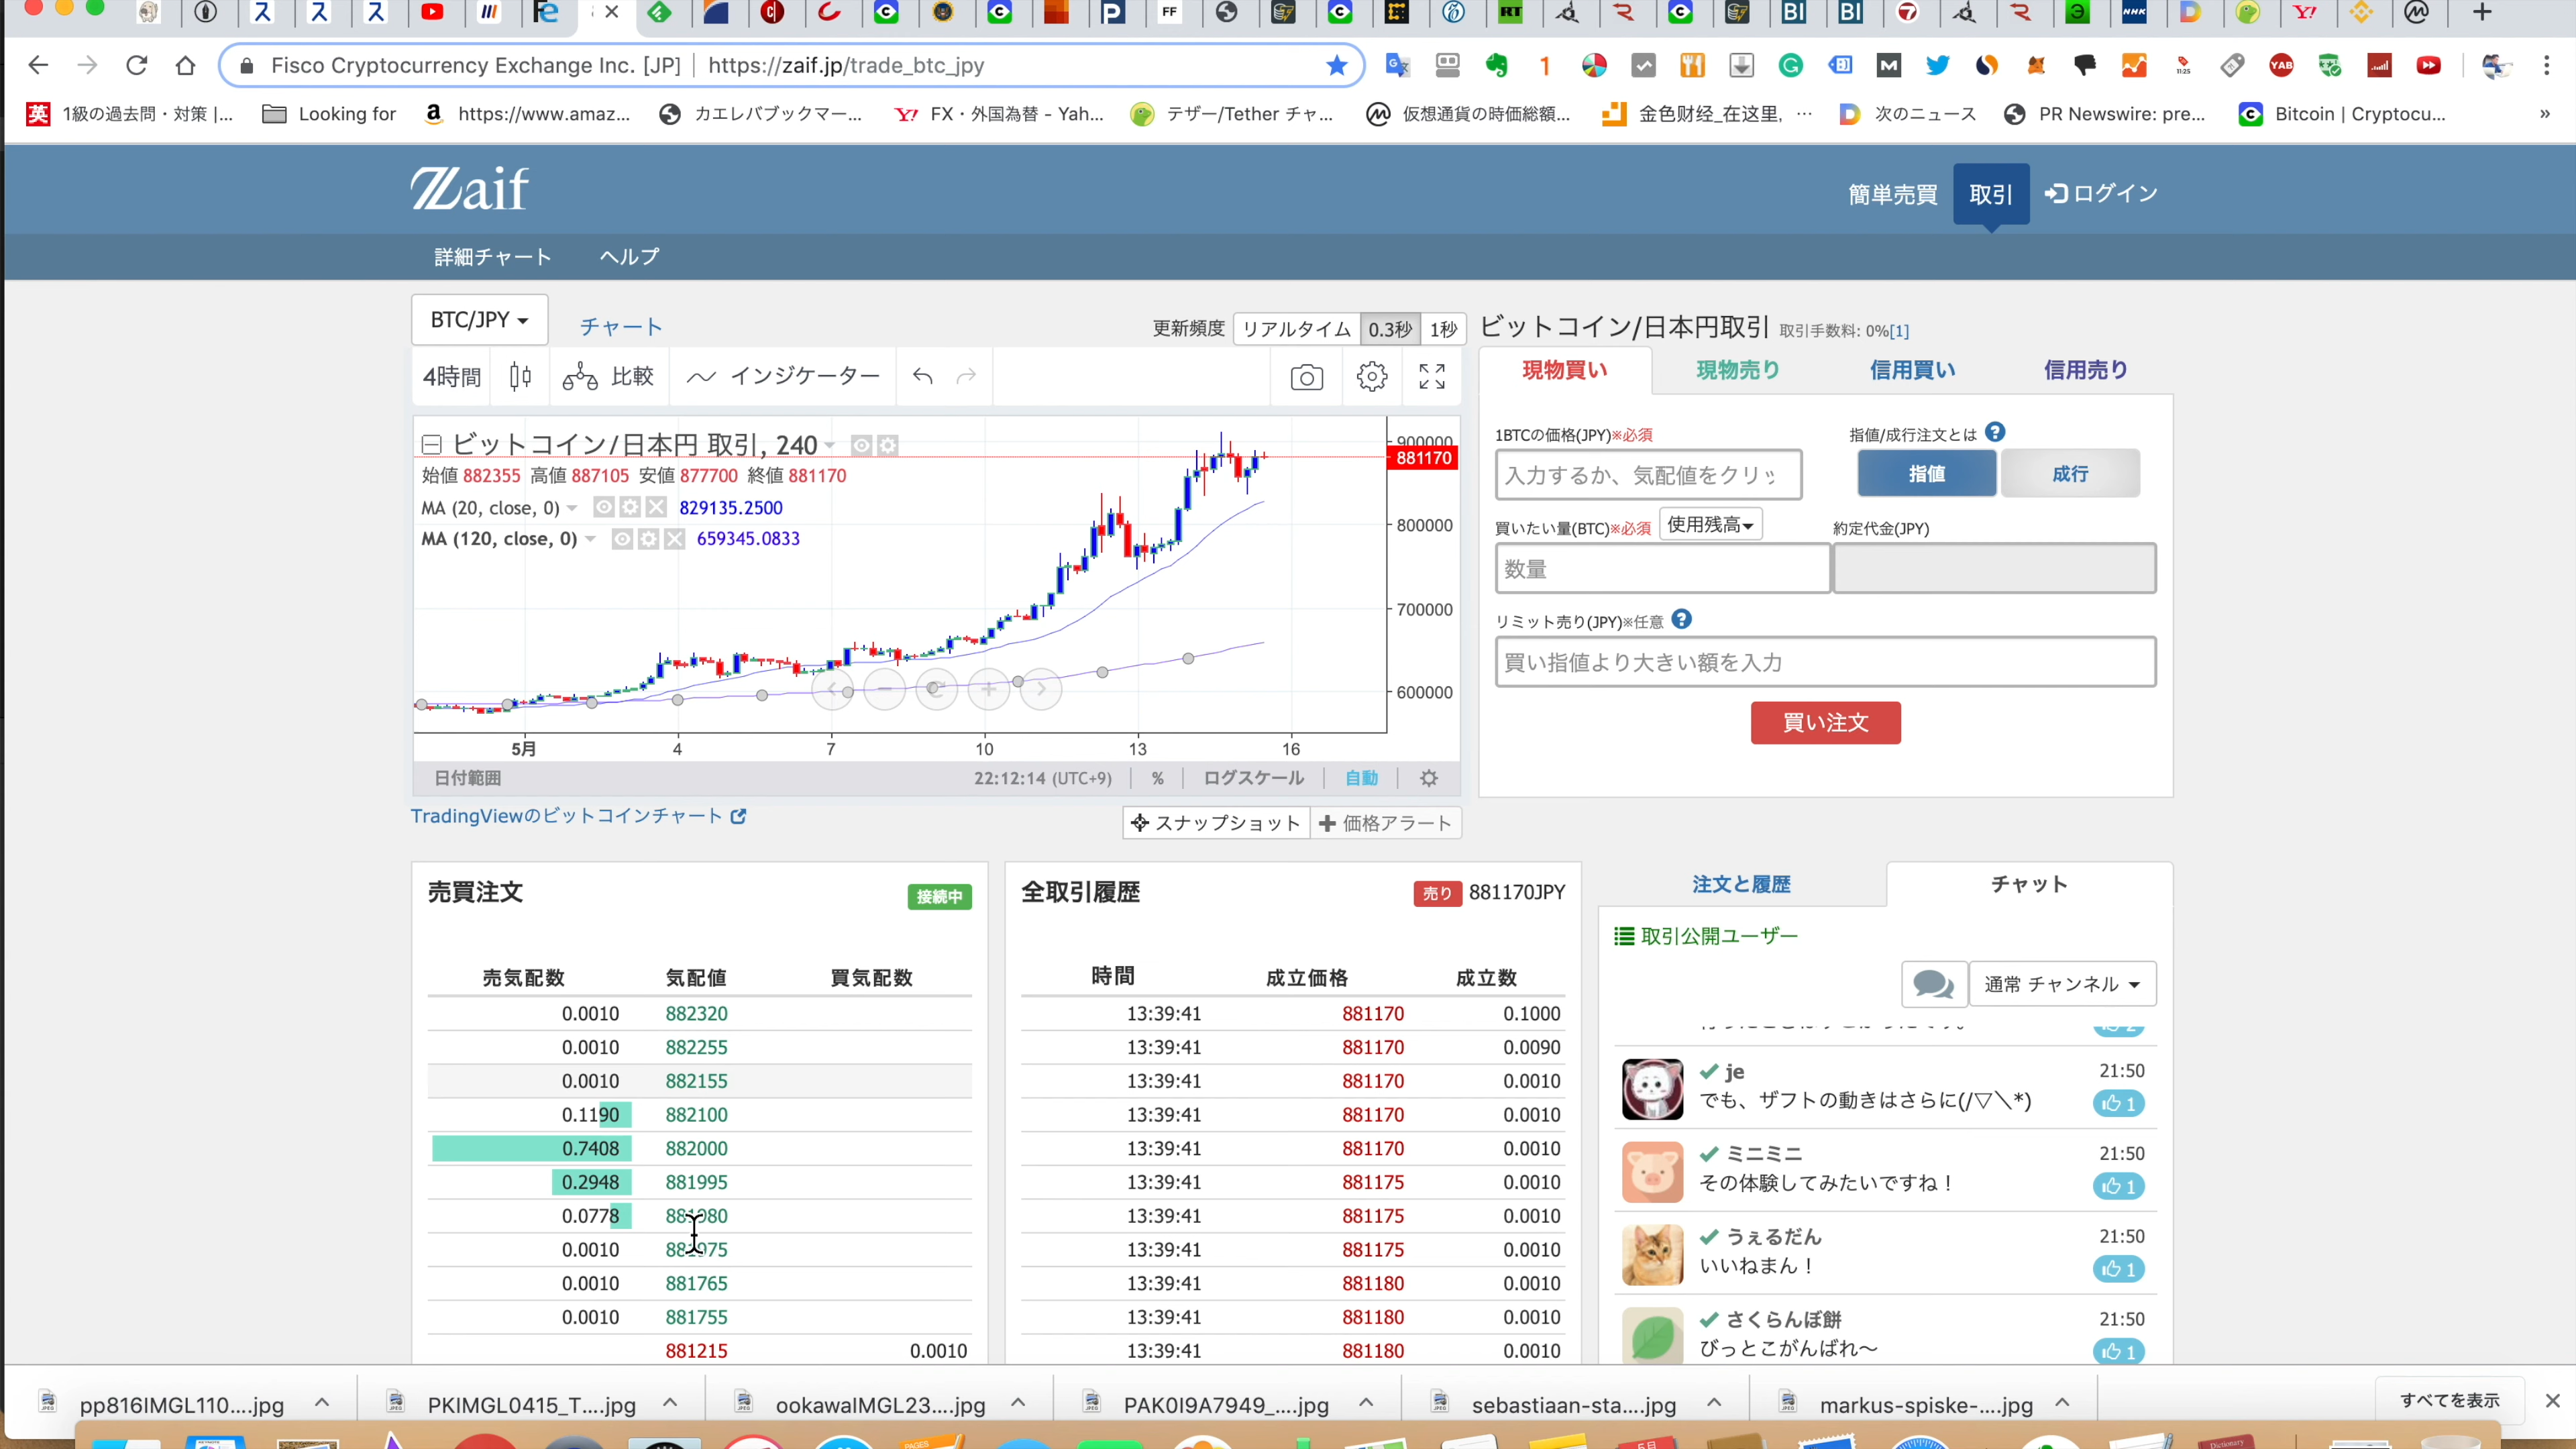 Fisco Cryptocurrency Exchange Inc. [JP] | https://zaif.jp/trade_btc_jpy
1級の過去問・対策 |...
Looking for
https://www.amaz...
カエレバブックマー...
FX・外国為替 - Yah...
テザー/Tether チャ...
仮想通貨の時価総額...
金色财经_在这里, ...
次のニュース
PR Newswire: pre...
Bitcoin | Cryptocu...
»
Zaif
簡単売買
取引
ログイン
詳細チャート
ヘルプ
BTC/JPY
チャート
更新頻度 リアルタイム 0.3秒 1秒
4時間
比較
インジケーター
ビットコイン/日本円 取引, 240
始値 882355 高値 887105 安値 877700 終値 881170
MA (20, close, 0) 829135.2500
MA (120, close, 0) 659345.0833
900000
881170
800000
700000
600000
5月 4 7 10 13 16
日付範囲
22:12:14 (UTC+9) % ログスケール 自動
TradingViewのビットコインチャート
スナップショット
価格アラート
ビットコイン/日本円取引 取引手数料: 0%[1]
現物買い
現物売り
信用買い
信用売り
1BTCの価格(JPY)※必須
指値/成行注文とは
入力するか、気配値をクリッ
指値
成行
買いたい量(BTC)※必須 使用残高
約定代金(JPY)
数量
リミット売り(JPY)※任意
買い指値より大きい額を入力
買い注文
売買注文
接続中
売気配数 気配値 買気配数
0.0010 882320
0.0010 882255
0.0010 882155
0.1190 882100
0.7408 882000
0.2948 881995
0.0778
0.0010
0.0010 881765
0.0010 881755
881215 0.0010
全取引履歴
売り 881170JPY
時間 成立価格 成立数
13:39:41 881170 0.1000
13:39:41 881170 0.0090
13:39:41 881170 0.0010
13:39:41 881170 0.0010
13:39:41 881170 0.0010
13:39:41 881175 0.0010
13:39:41 881175 0.0010
13:39:41 881175 0.0010
13:39:41 881180 0.0010
13:39:41 881180 0.0010
13:39:41 881180 0.0010
注文と履歴
チャット
取引公開ユーザー
通常 チャンネル
je 21:50
でも、ザフトの動きはさらに(/▽＼*) 1
ミニミニ 21:50
その体験してみたいですね！ 1
うぇるだん 21:50
いいねまん！ 1
さくらんぼ餅 21:50
びっとこがんばれ〜 1
pp816IMGL110....jpg
PKIMGL0415_T....jpg
ookawaIMGL23....jpg
PAK0I9A7949_....jpg
sebastiaan-sta....jpg
markus-spiske-....jpg
すべてを表示